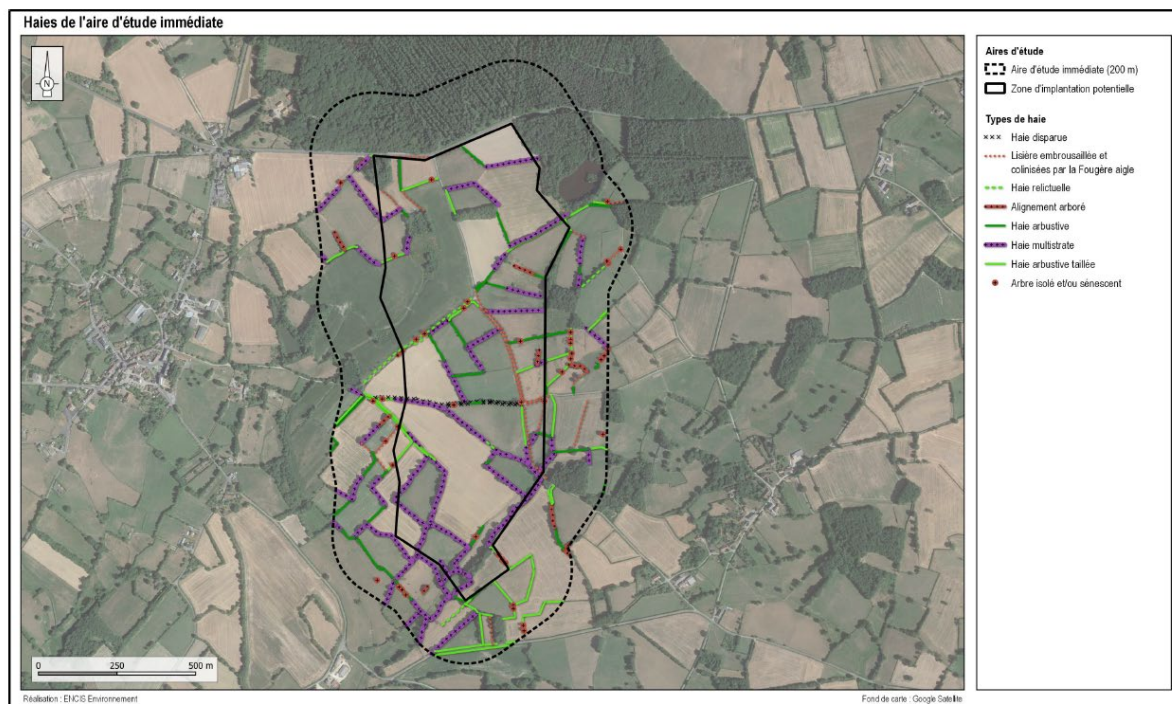 Haies de l'aire d'étude immédiate
N
0 250 500 m
Réalisation : ENCIS Environnement
Fond de carte : Google Satellite
Aires d'étude
Aire d'étude immédiate (200 m)
Zone d'implantation potentielle
Types de haie
Haie disparue
Lisière embrousaillée et
colinisées par la Fougère aigle
Haie relictuelle
Alignement arboré
Haie arbustive
Haie multistrate
Haie arbustive taillée
Arbre isolé et/ou sénescent